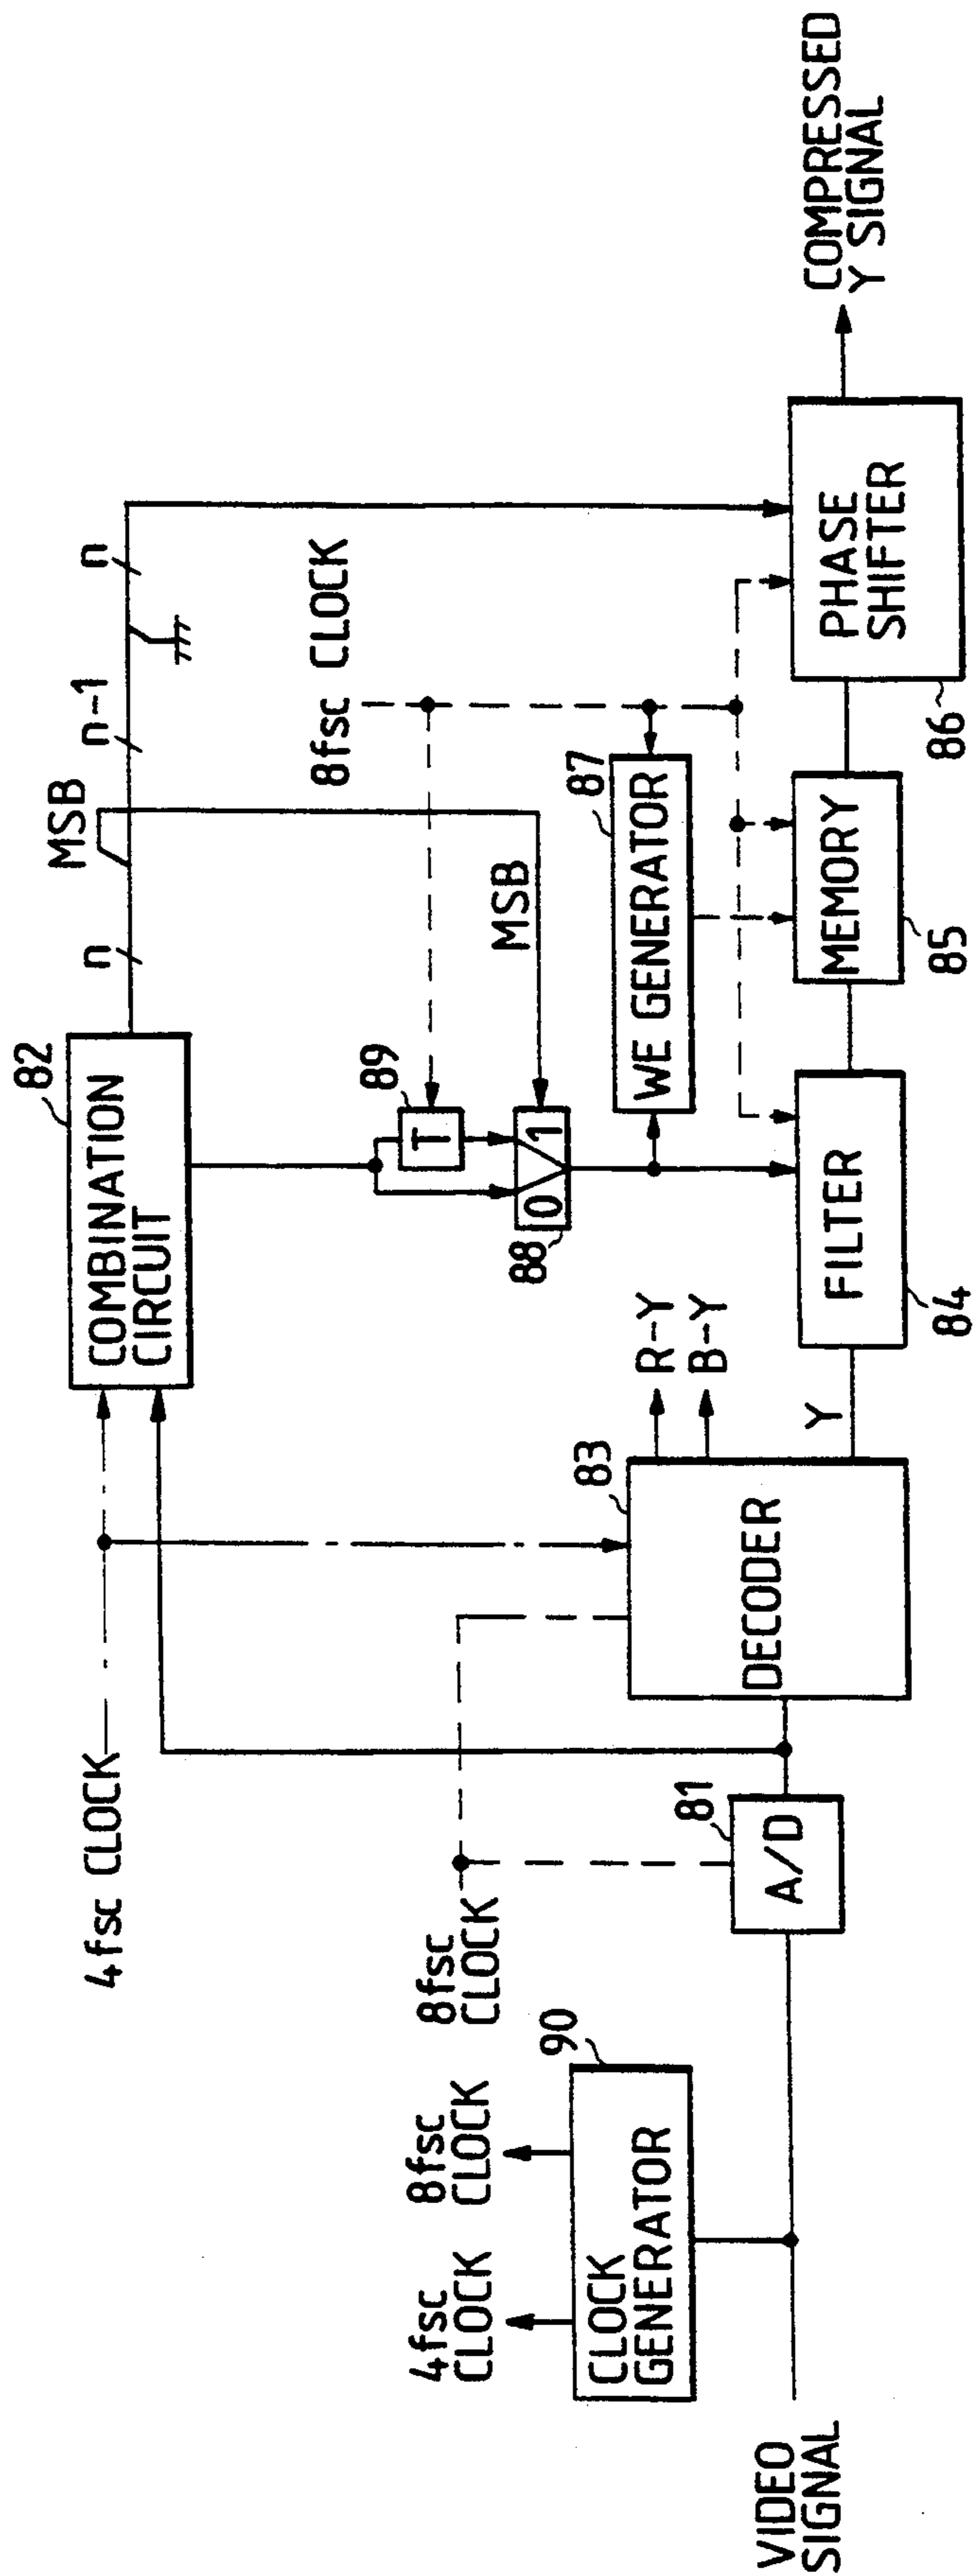 VIDEO
SIGNAL
4fsc
CLOCK
8fsc
CLOCK
CLOCK
GENERATOR
90
8fsc
CLOCK
A/D
81
4fsc CLOCK
DECODER
83
R-Y
B-Y
Y
COMBINATION
CIRCUIT
82
n
MSB
n-1
n
T
89
0 1
88
MSB
8fsc CLOCK
WE GENERATOR
87
FILTER
84
MEMORY
85
PHASE
SHIFTER
86
COMPRESSED
Y SIGNAL